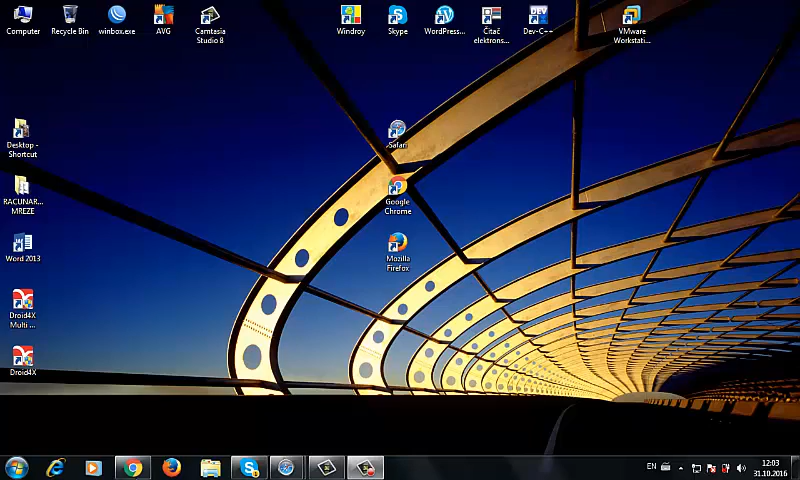 Computer
Recycle Bin
winbox.exe
AVG
Camtasia
Studio 8
Windroy
Skype
WordPress...
Čitač
elektrons...
DEV
Dev-C++
VMware
Workstati...
Desktop -
Shortcut
Safari
RACUNAR...
MREZE
Google
Chrome
Word 2013
Mozilla
Firefox
Droid4X
Multi ...
Droid4X
EN
12:03
31.10.2016